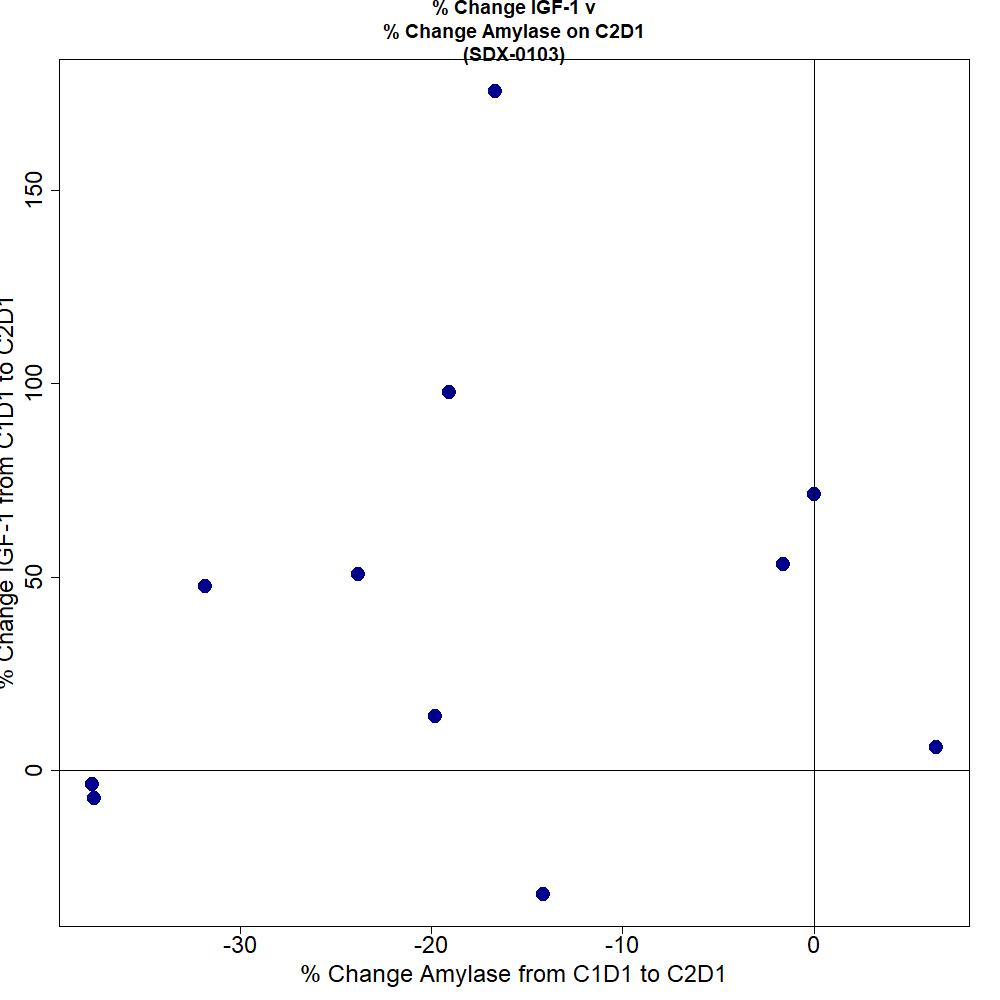 % Change IGF-1 v
% Change Amylase on C2D1
(SDX-0103)
% Change IGF-1 from C1D1 to C2D1
150
100
50
0
-30
-20
-10
0
% Change Amylase from C1D1 to C2D1